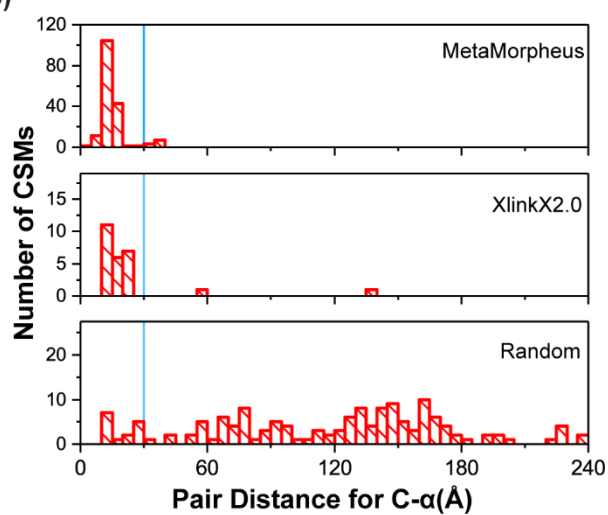 )
120
80
40
0
MetaMorpheus
15
10
5
0
XlinkX2.0
20
10
0
Random
0 60 120 180 240
Number of CSMs
Pair Distance for C-α(Å)